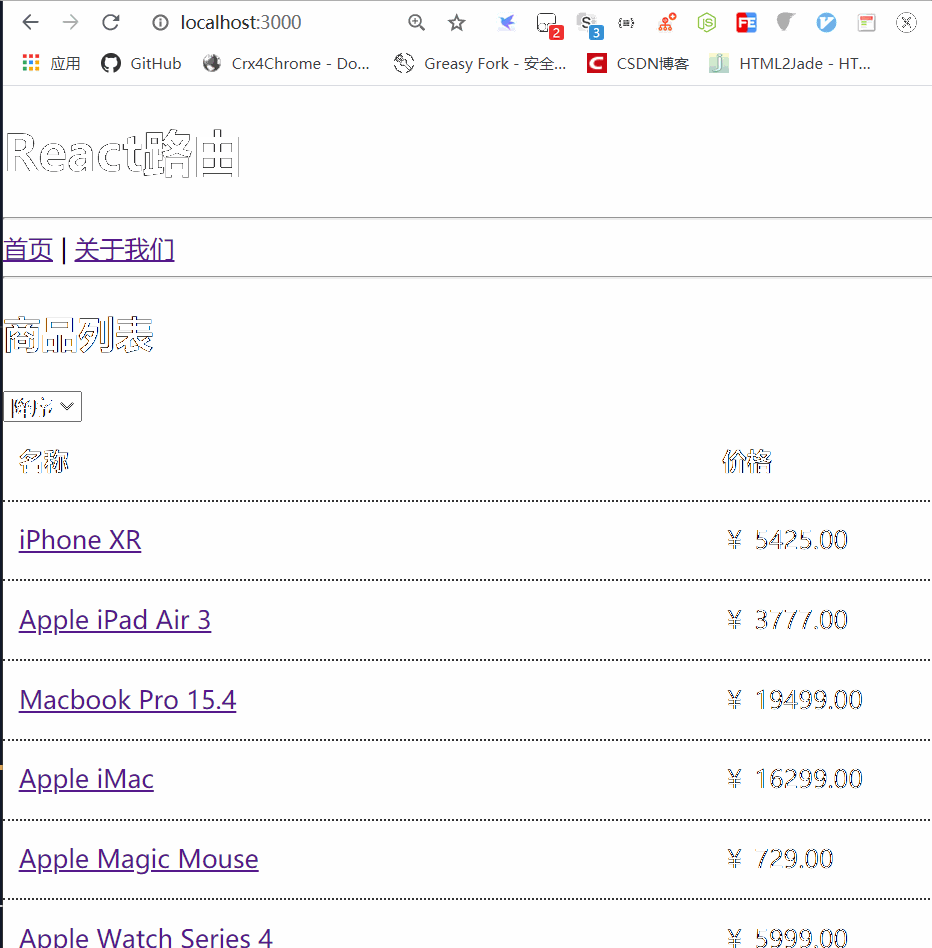 localhost:3000
2
S
3
{≡}
JS
FE
应用 GitHub Crx4Chrome - Do... Greasy Fork - 安全... CSDN博客 HTML2Jade - HT...
React路由
首页 | 关于我们
商品列表
降序
名称 价格
iPhone XR ￥ 5425.00
Apple iPad Air 3 ￥ 3777.00
Macbook Pro 15.4 ￥ 19499.00
Apple iMac ￥ 16299.00
Apple Magic Mouse ￥ 729.00
Apple Watch Series 4 ￥ 5999.00